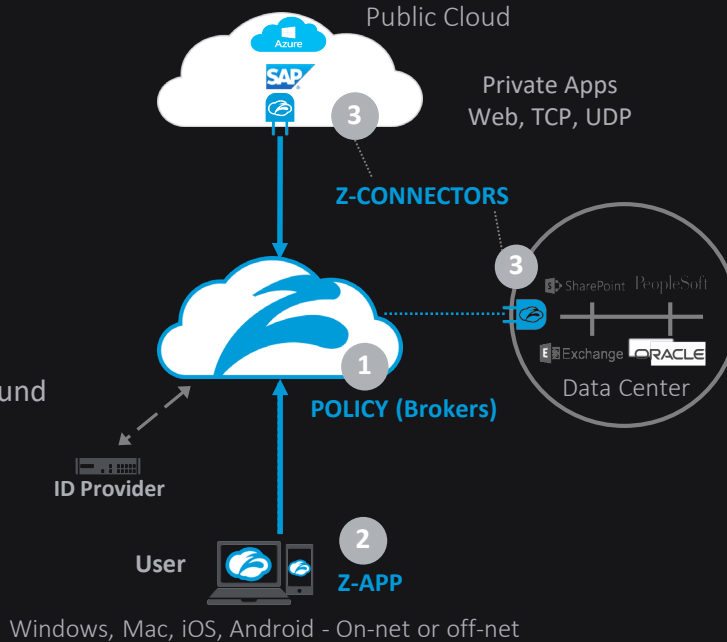 Public Cloud
Azure
SAP
3
Private Apps
Web, TCP, UDP
Z-CONNECTORS
3
SharePoint PeopleSoft
Exchange ORACLE
Data Center
1
POLICY (Brokers)
und
ID Provider
User
2
Z-APP
Windows, Mac, iOS, Android - On-net or off-net